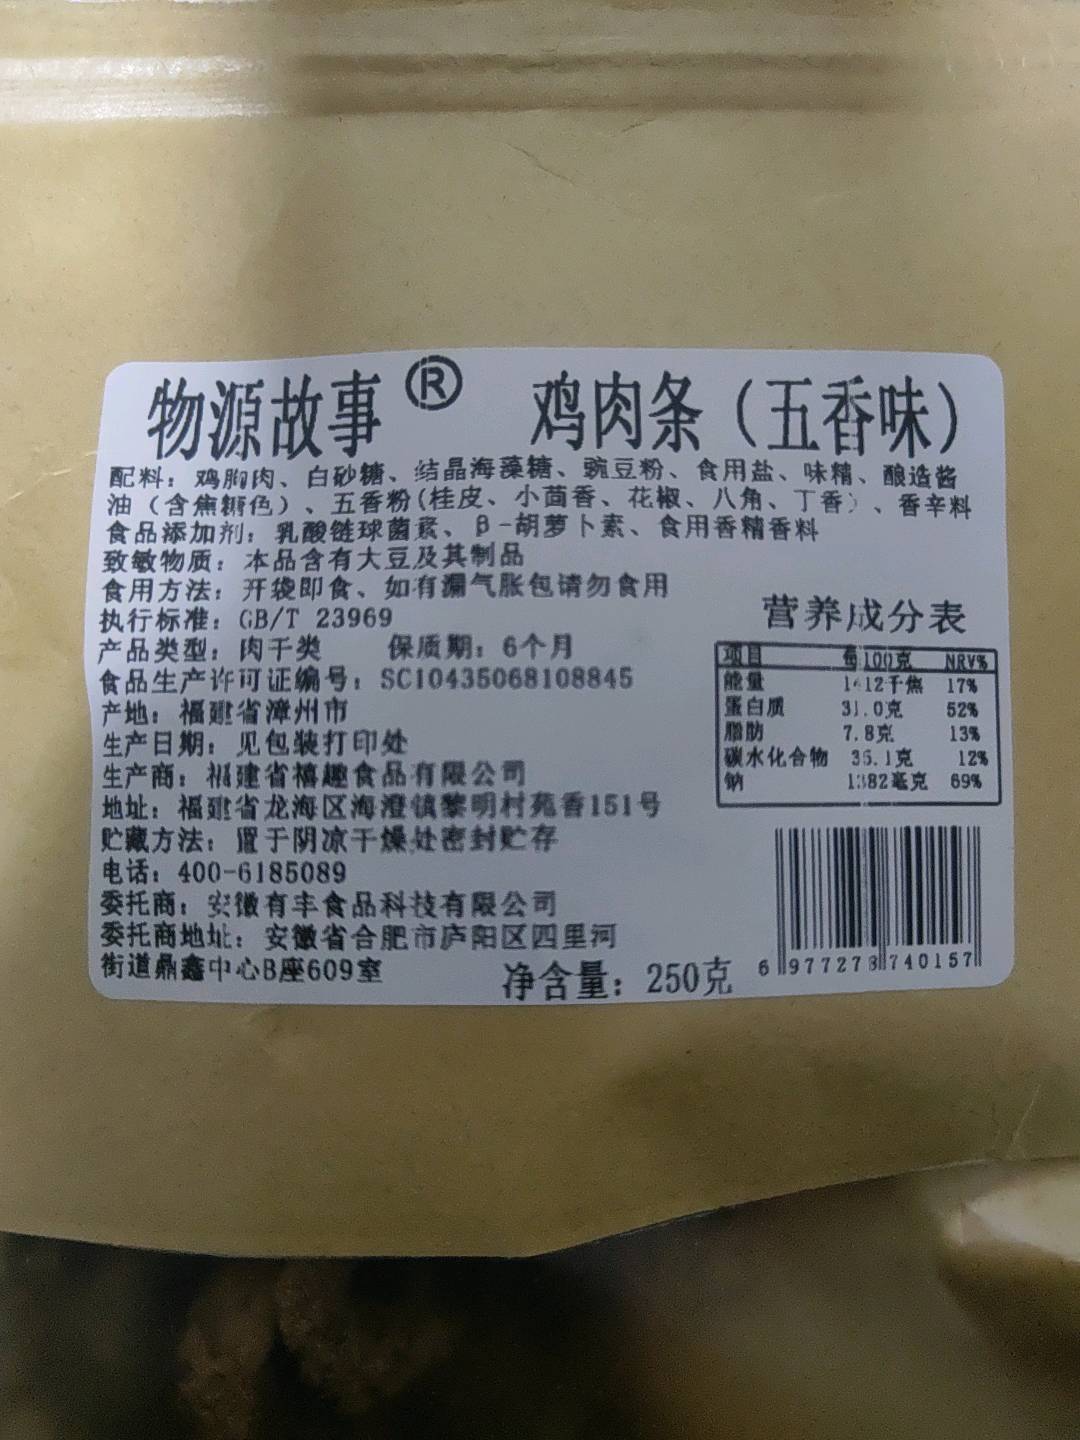 物源故事® 鸡肉条（五香味）
配料：鸡胸肉、白砂糖、结晶海藻糖、豌豆粉、食用盐、味精、酿造酱
油（含焦糖色）、五香粉(桂皮、小茴香、花椒、八角、丁香）、香辛料
食品添加剂：乳酸链球菌素、β-胡萝卜素、食用香精香料
致敏物质：本品含有大豆及其制品
食用方法：开袋即食、如有漏气胀包请勿食用
执行标准：GB/T 23969
产品类型：肉干类 保质期：6个月
食品生产许可证编号：SC10435068108845
产地：福建省漳州市
生产日期：见包装打印处
生产商：福建省禧趣食品有限公司
地址：福建省龙海区海澄镇黎明村苑香151号
贮藏方法：置于阴凉干燥处密封贮存
电话：400-6185089
委托商：安徽有丰食品科技有限公司
委托商地址：安徽省合肥市庐阳区四里河
街道鼎鑫中心B座609室
净含量：250克
营养成分表
项目 每100克 NRV%
能量 1412千焦 17%
蛋白质 31.0克 52%
脂肪 7.8克 13%
碳水化合物 35.1克 12%
钠 1382毫克 69%
6 977278 740157